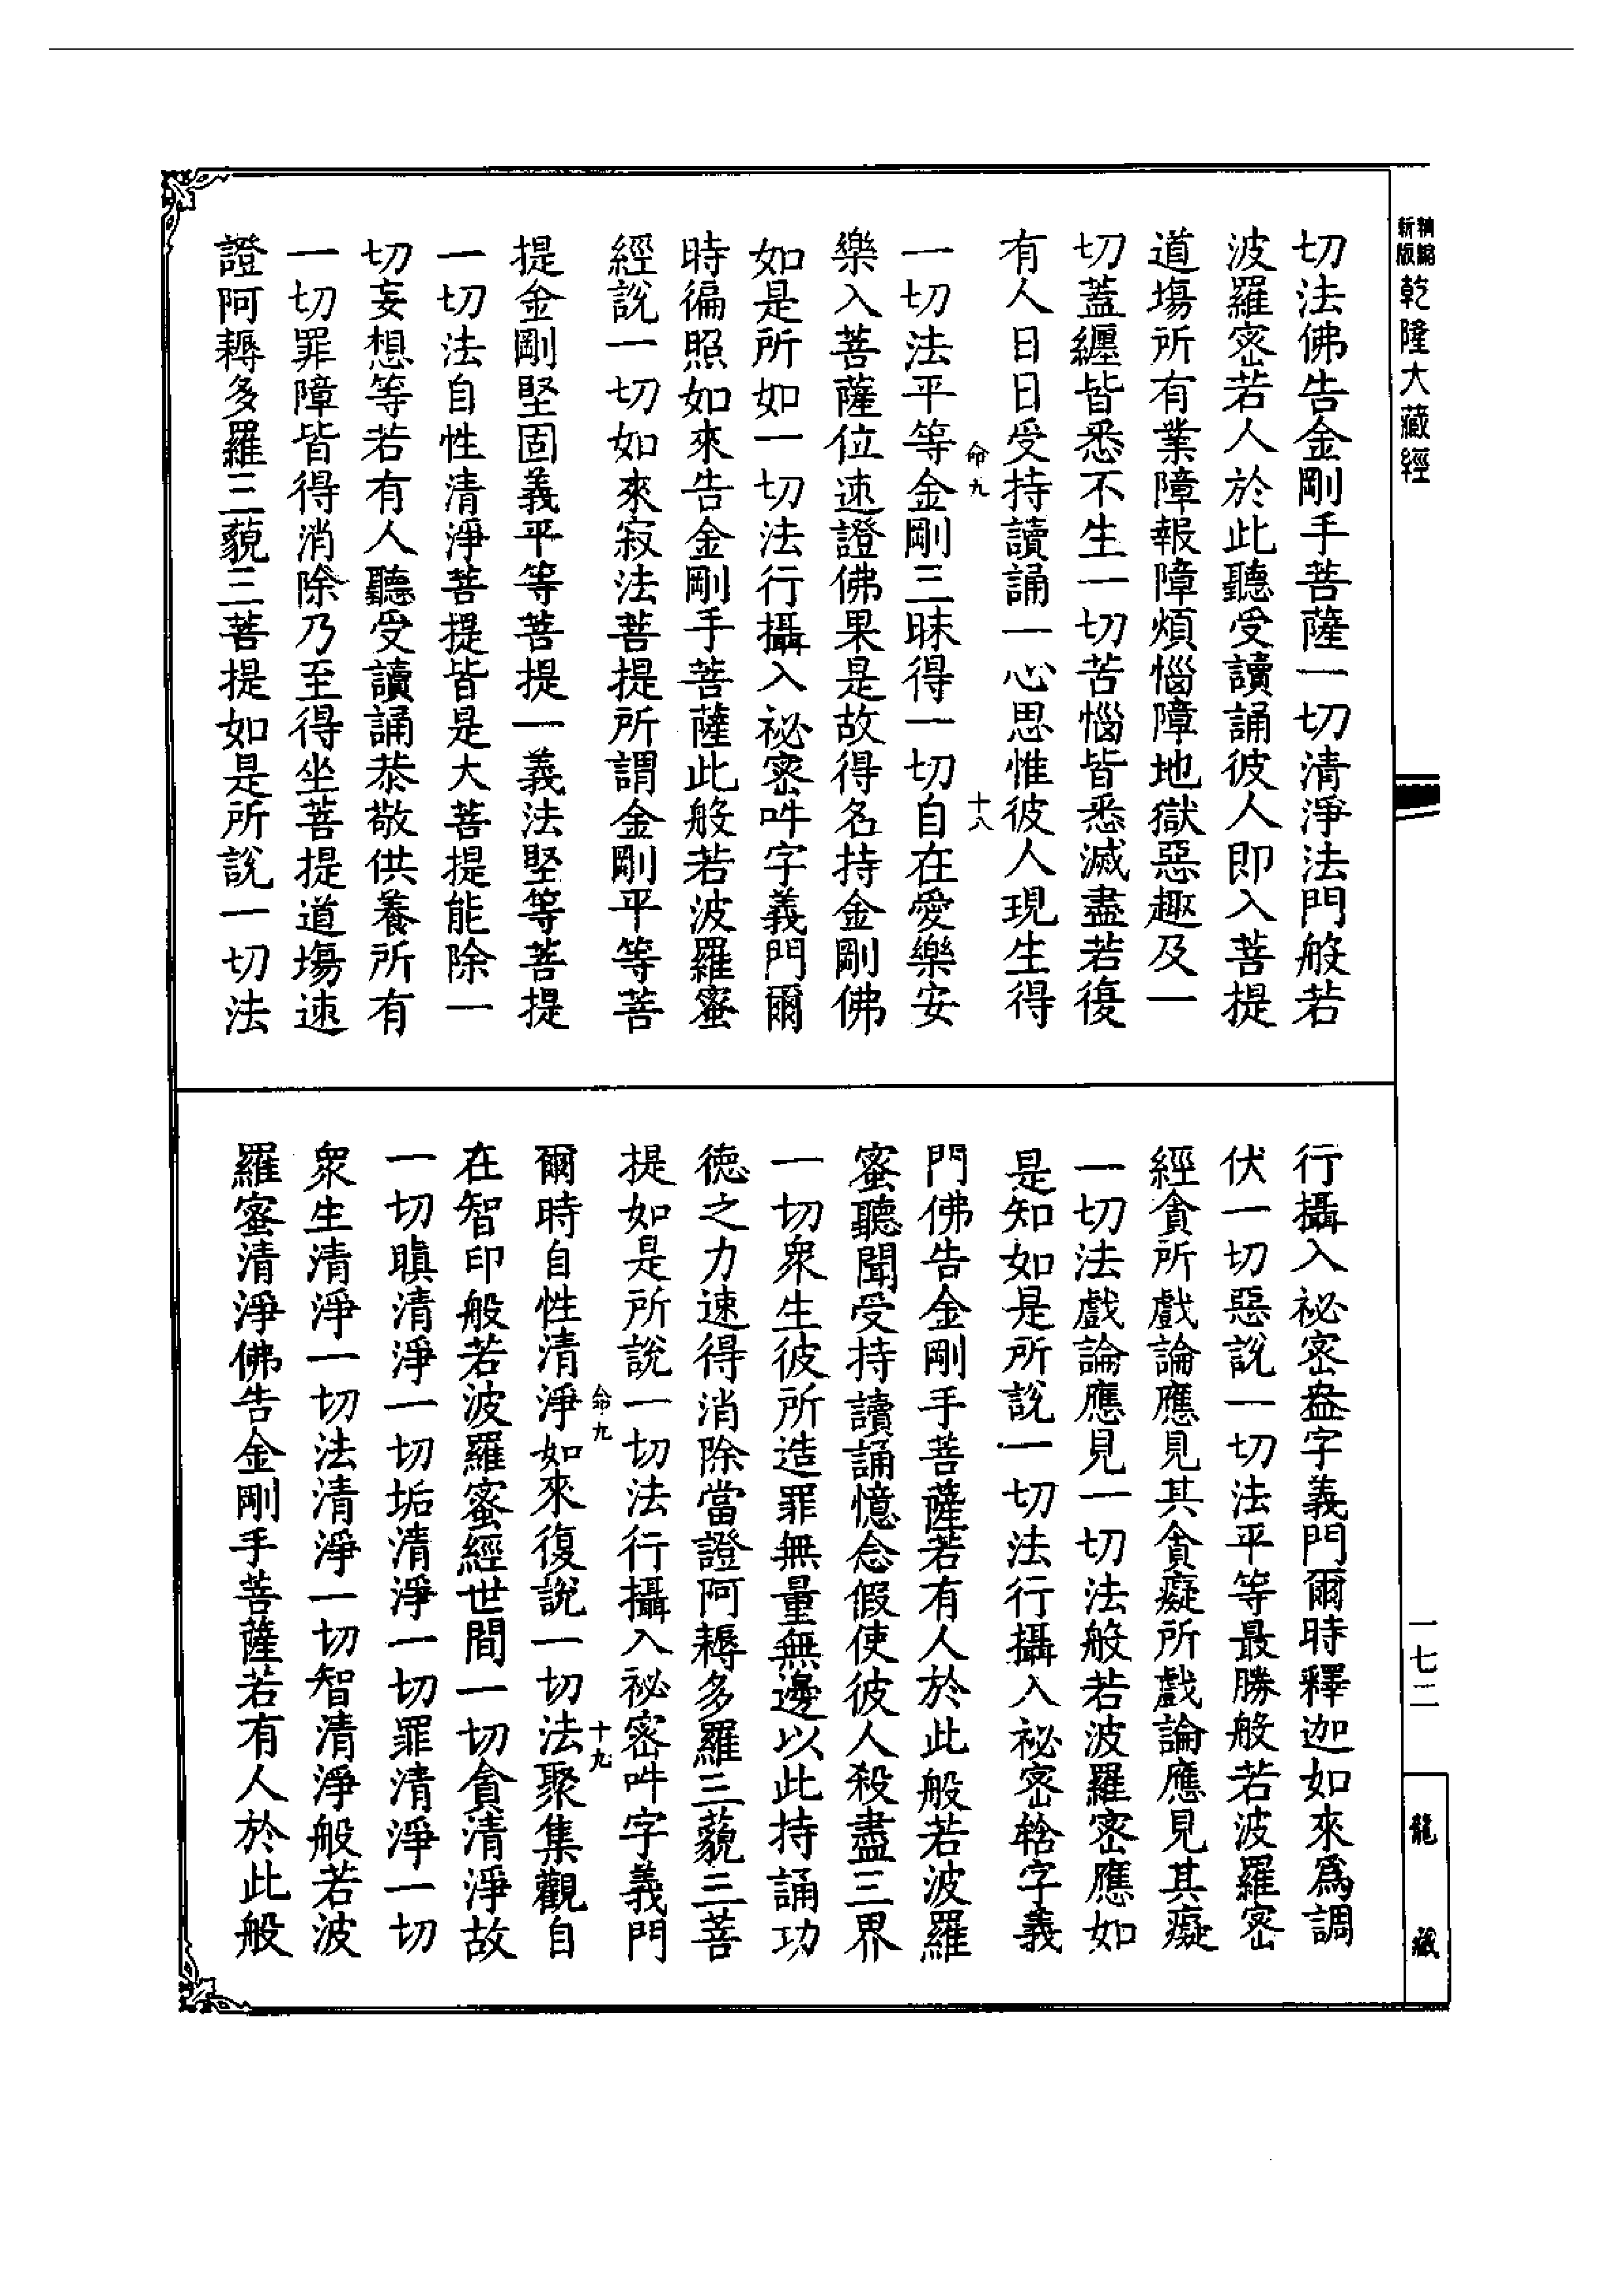 新版
精縮
乾隆大藏經
切法佛告金剛手菩薩一切清淨法門般若
波羅密若人於此聽受讀誦彼人即入菩提
道場所有業障報障煩惱障地獄惡趣及一
切蓋纏皆悉不生一切苦惱皆悉滅盡若復
有人日日受持讀誦一心思惟彼人現生得
命九
十八
一切法平等金剛三昧得一切自在愛樂安
樂入菩薩位速證佛果是故得名持金剛佛
如是所如一切法行攝入祕密吽字義門爾
時徧照如來告金剛手菩薩此般若波羅蜜
經說一切如來寂法菩提所謂金剛平等菩
提金剛堅固義平等菩提一義法堅等菩提
一切法自性清淨菩提皆是大菩提能除一
切妄想等若有人聽受讀誦恭敬供養所有
一切罪障皆得消除乃至得坐菩提道場速
證阿耨多羅三藐三菩提如是所說一切法
行攝入祕密盎字義門爾時釋迦如來爲調
伏一切惡說一切法平等最勝般若波羅密
經貪所戲論應見其貪癡所戲論應見其癡
一切法戲論應見一切法般若波羅密應如
是知如是所說一切法行攝入祕密字義
門佛告金剛手菩薩若有人於此般若波羅
蜜聽聞受持讀誦憶念假使彼人殺盡三界
一切衆生彼所造罪無量無邊以此持誦功
德之力速得消除當證阿耨多羅三藐三菩
提如是所說一切法行攝入祕密吽字義門
命九
十九
爾時自性清淨如來復說一切法聚集觀自
在智印般若波羅蜜經世間一切貪清淨故
一切瞋清淨一切垢清淨一切罪清淨一切
衆生清淨一切法清淨一切智清淨般若波
羅蜜清淨佛告金剛手菩薩若有人於此般
一七二
龍藏